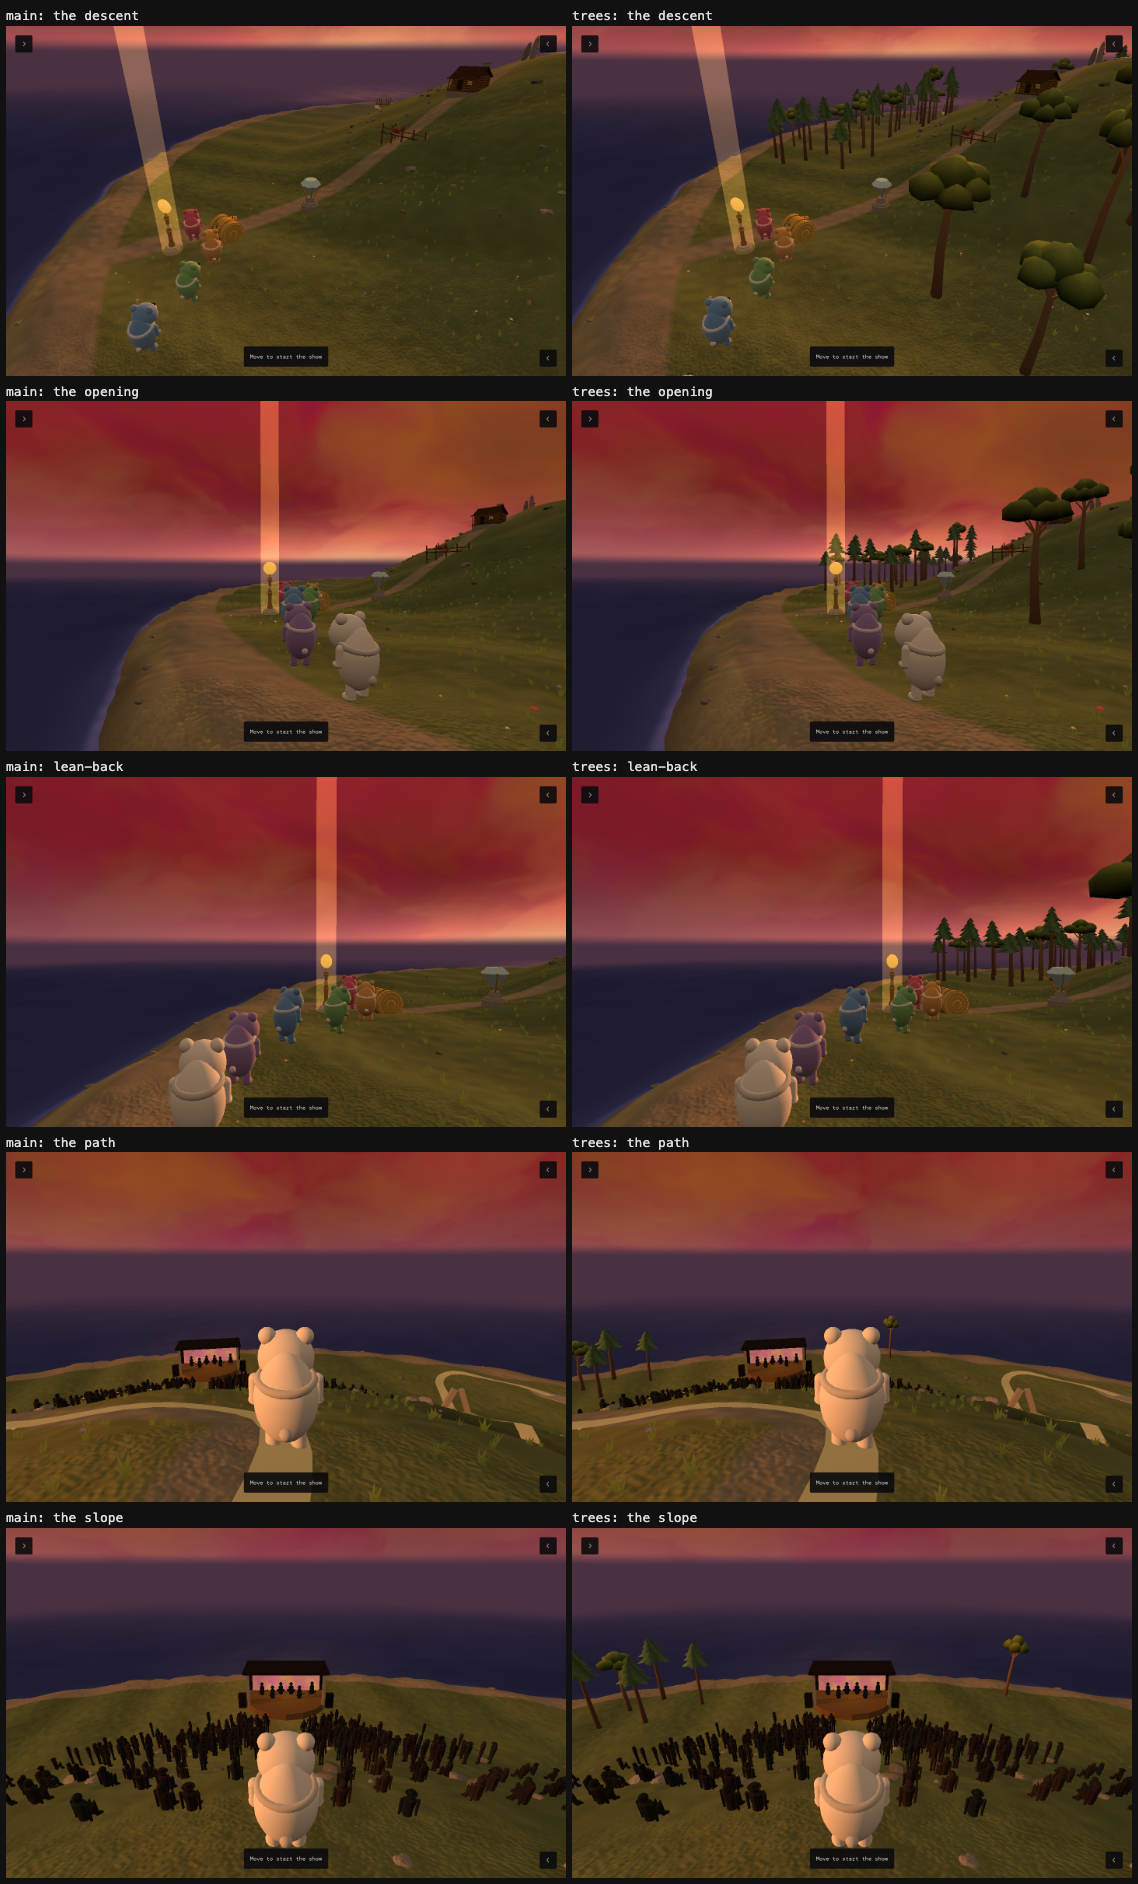 main: the descent
trees: the descent
Move to start the show
Move to start the show
main: the opening
trees: the opening
Move to start the show
Move to start the show
main: lean-back
trees: lean-back
Move to start the show
Move to start the show
main: the path
trees: the path
Move to start the show
Move to start the show
main: the slope
trees: the slope
Move to start the show
Move to start the show